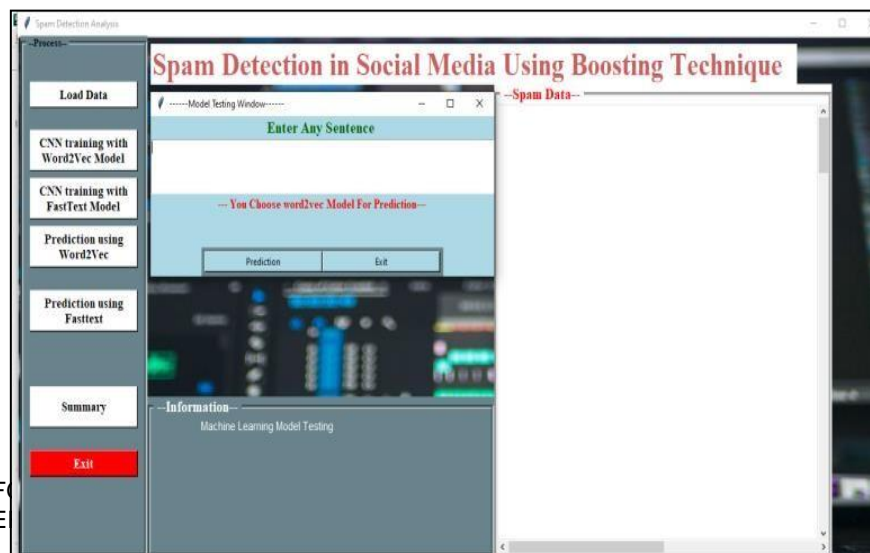 Spam Detection Analysis
--Process--
Spam Detection in Social Media Using Boosting Technique
Load Data
CNN training with
Word2Vec Model
CNN training with
FastText Model
Prediction using
Word2Vec
Prediction using
Fasttext
Summary
Exit
------Model Testing Window------
Enter Any Sentence
--- You Choose word2vec Model For Prediction---
Prediction
Exit
--Information--
Machine Learning Model Testing
--Spam Data--